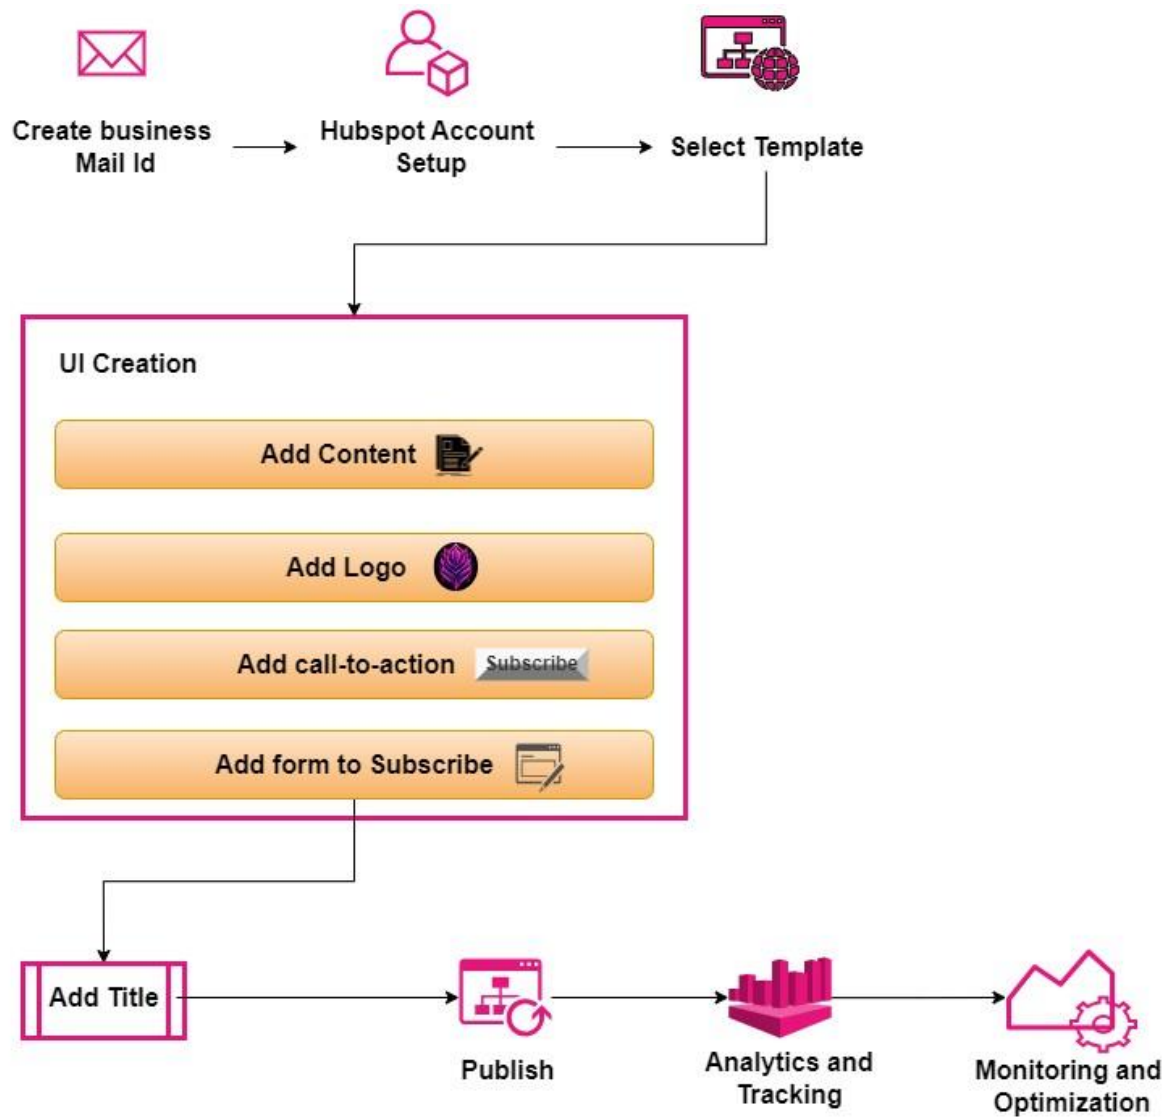 Create business
Mail Id
Hubspot Account
Setup
Select Template
UI Creation
Add Content
Add Logo
Add call-to-action
Subscribe
Add form to Subscribe
Add Title
Publish
Analytics and
Tracking
Monitoring and
Optimization